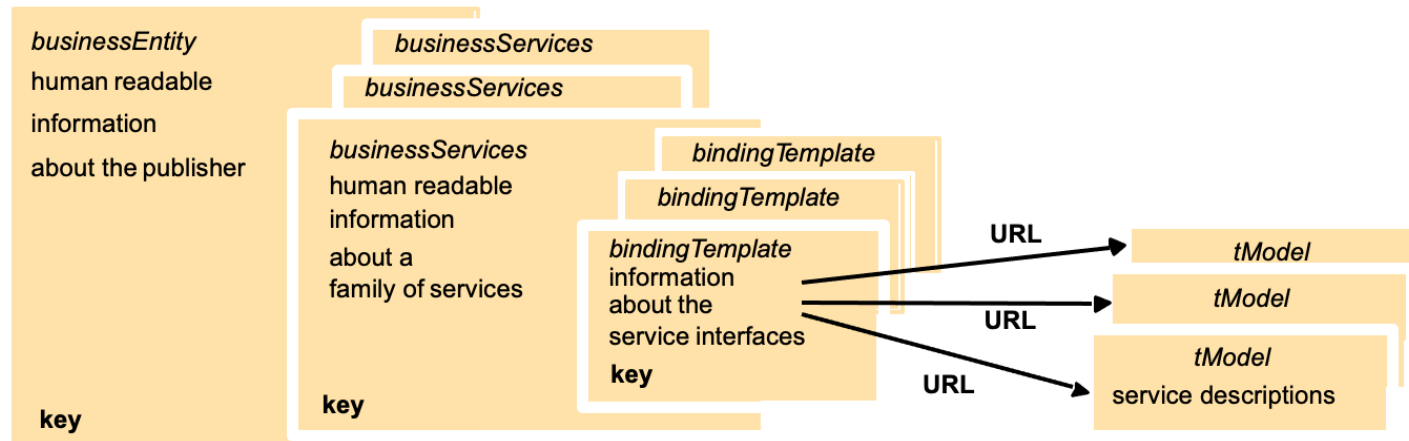 businessEntity
human readable
information
about the publisher
key
businessServices
businessServices
businessServices
human readable
information
about a
family of services
key
bindingTemplate
bindingTemplate
bindingTemplate
information
about the
service interfaces
key
URL
URL
URL
tModel
tModel
tModel
service descriptions